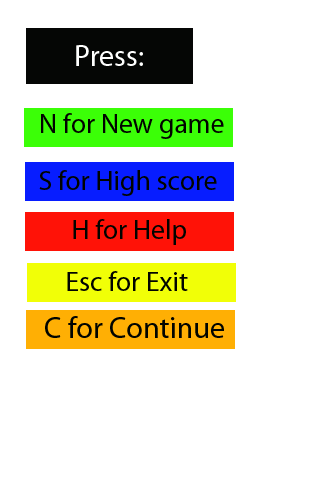 Press:
N for New game
S for High score
H for Help
Esc for Exit
C for Continue